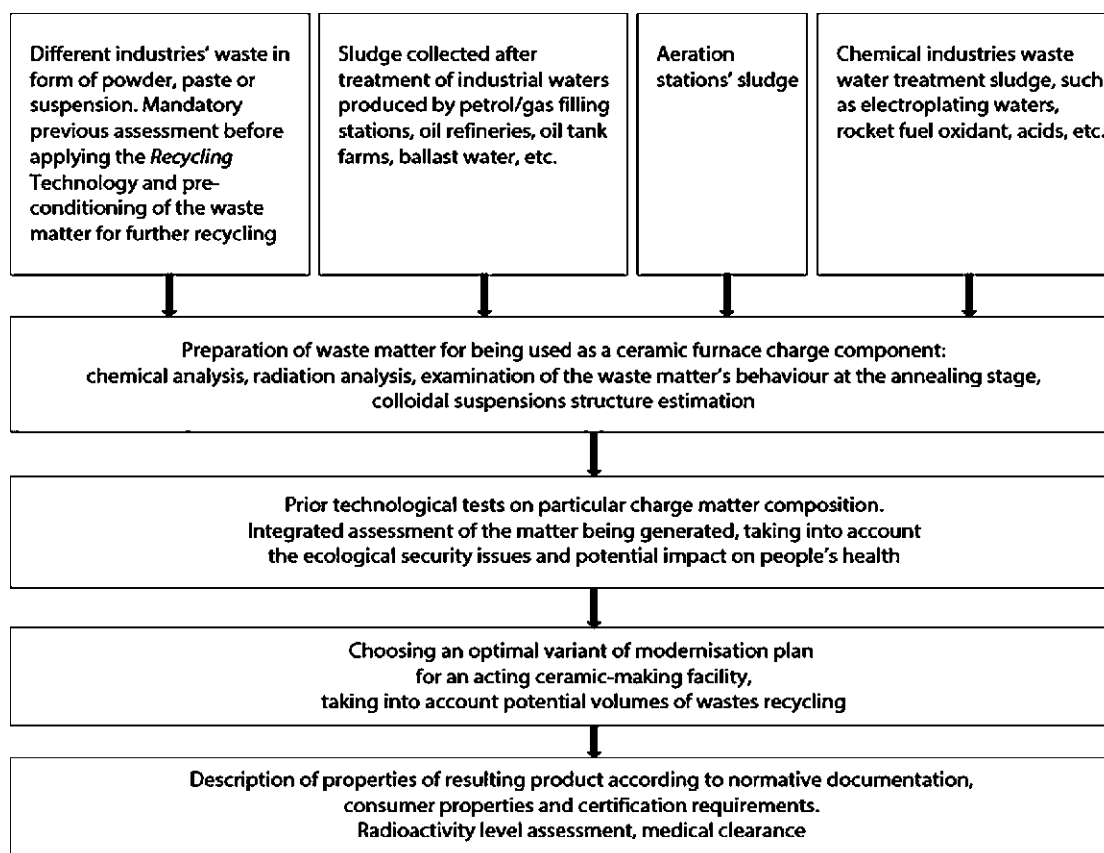 Different industries‘ waste in
form of powder, paste or
suspension. Mandatory
previous assessment before
applying the Recycling
Technology and pre-
conditioning of the waste
matter for further recycling
Sludge collected after
treatment of industrial waters
produced by petrol/gas filling
stations, oil refineries, oil tank
farms, ballast water, etc.
Aeration
stations’ sludge
Chemical industries waste
water treatment sludge, such
as electroplating waters,
rocket fuel oxidant, acids, etc.
Preparation of waste matter for being used as a ceramic furnace charge component:
chemical analysis, radiation analysis, examination of the waste matter’s behaviour at the annealing stage,
colloidal suspensions structure estimation
Prior technological tests on particular charge matter composition.
Integrated assessment of the matter being generated, taking into account
the ecological security issues and potential impact on people’s health
Choosing an optimal variant of modernisation plan
for an acting ceramic-making facility,
taking into account potential volumes of wastes recycling
Description of properties of resulting product according to normative documentation,
consumer properties and certification requirements.
Radioactivity level assessment, medical clearance